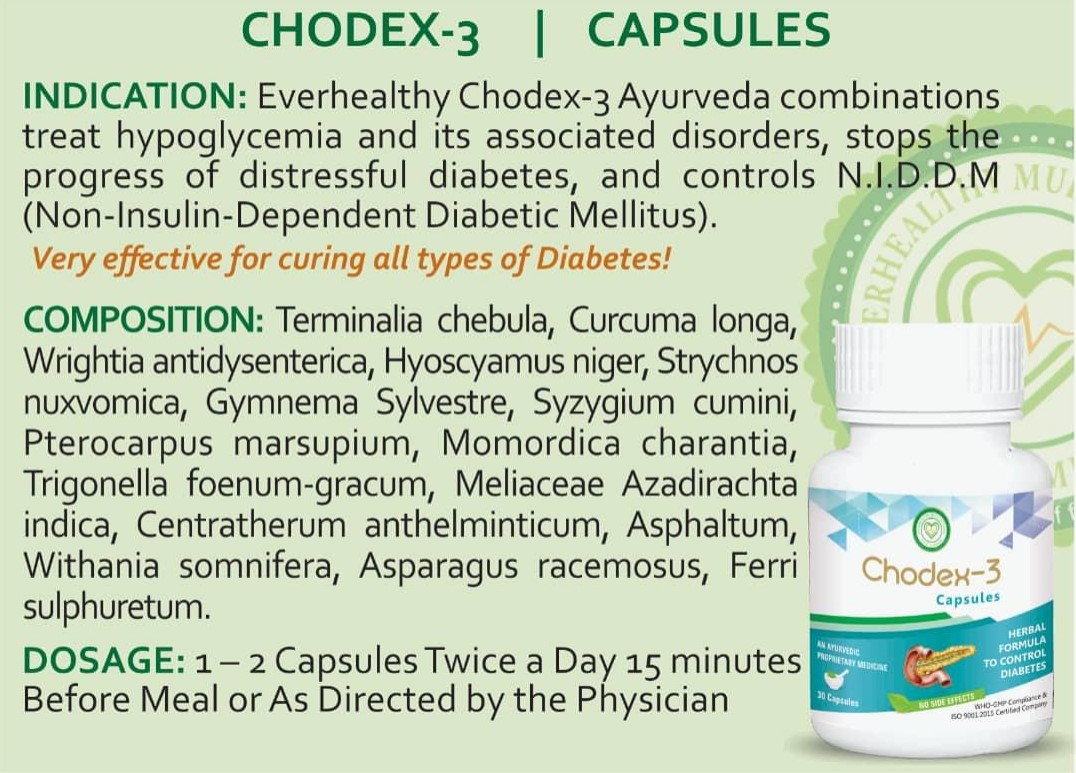 CHODEX-3 | CAPSULES
INDICATION: Everhealthy Chodex-3 Ayurveda combinations
treat hypoglycemia and its associated disorders, stops the
progress of distressful diabetes, and controls N.I.D.D.M
(Non-Insulin-Dependent Diabetic Mellitus).
Very effective for curing all types of Diabetes!
COMPOSITION: Terminalia chebula, Curcuma longa,
Wrightia antidysenterica, Hyoscyamus niger, Strychnos
nuxvomica, Gymnema Sylvestre, Syzygium cumini,
Pterocarpus marsupium, Momordica charantia,
Trigonella foenum-gracum, Meliaceae Azadirachta
indica, Centratherum anthelminticum, Asphaltum,
Withania somnifera, Asparagus racemosus, Ferri
sulphuretum.
DOSAGE: 1 – 2 Capsules Twice a Day 15 minutes
Before Meal or As Directed by the Physician
ERHEALTHY MU
Chodex-3
Capsules
AN AYURVEDIC
PROPRIETARY MEDICINE
30 Capsules
HERBAL
FORMULA
TO CONTROL
DIABETES
NO SIDE EFFECTS
WHO-GMP Compliance &
ISO 9001:2015 Certified Company